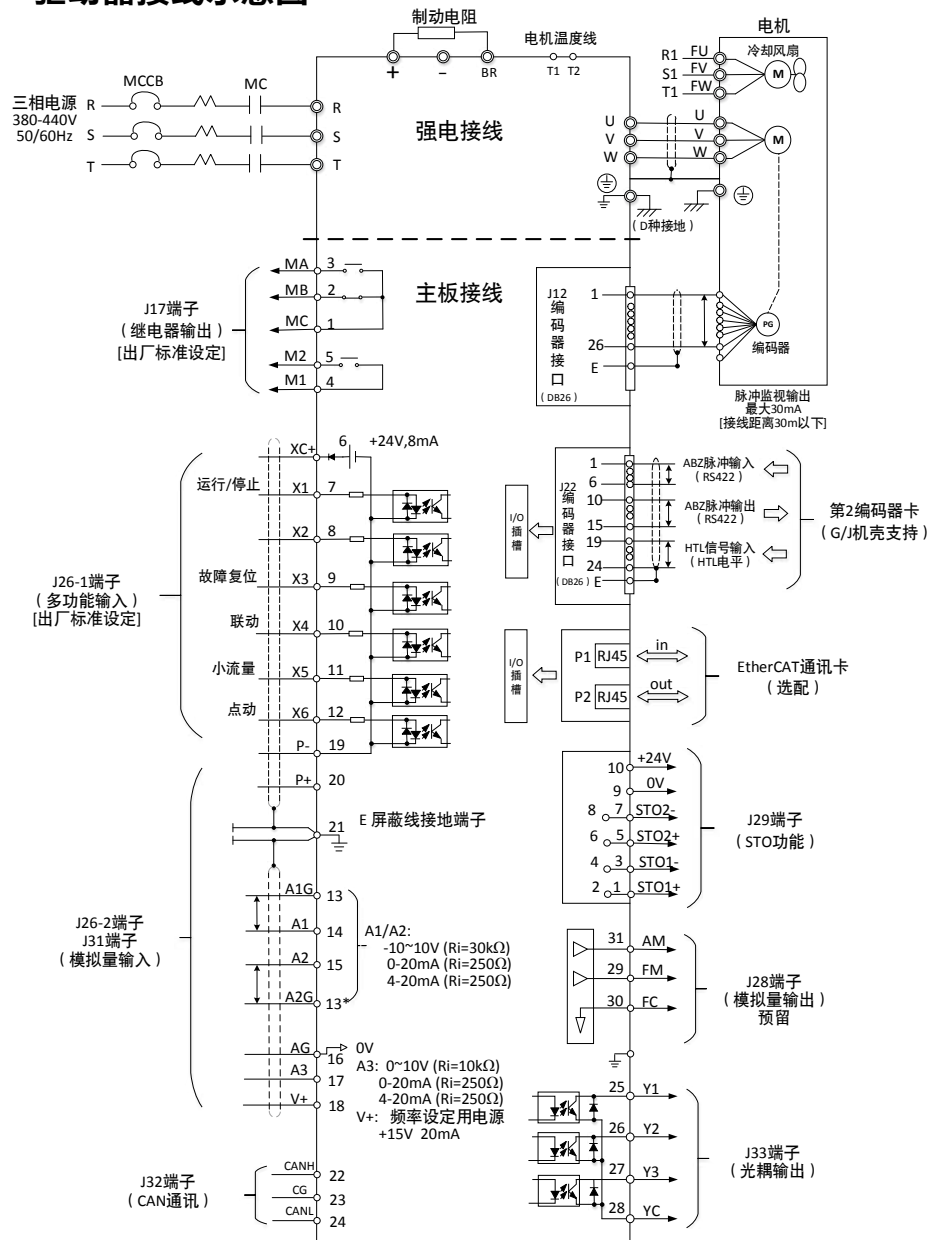 制动电阻
+
-
BR
电机温度线
T1 T2
电机
冷却风扇
R1 FU
S1 FV
T1 FW
M
MCCB
MC
三相电源
380-440V
50/60Hz
R
S
T
R
S
T
强电接线
U
V
W
U
V
W
M
(D种接地)
主板接线
J17端子
(继电器输出)
[出厂标准设定]
MA 3
MB 2
MC 1
M2 5
M1 4
J12
编码器接口
(DB26)
1
26
E
PG
编码器
脉冲监视输出
最大30mA
[接线距离30m以下]
J26-1端子
(多功能输入)
[出厂标准设定]
XC+ 6 +24V,8mA
运行/停止 X1 7
X2 8
故障复位 X3 9
联动 X4 10
小流量 X5 11
点动 X6 12
P- 19
P+ 20
21 E 屏蔽线接地端子
I/O插槽
J22
编码器接口
(DB26)
1
6
10
15
19
24
E
ABZ脉冲输入
(RS422)
ABZ脉冲输出
(RS422)
HTL信号输入
(HTL电平)
第2编码器卡
(G/J机壳支持)
I/O插槽
P1 RJ45 in
P2 RJ45 out
EtherCAT通讯卡
(选配)
10 +24V
9 0V
8 7 STO2-
6 5 STO2+
4 3 STO1-
2 1 STO1+
J29端子
(STO功能)
J26-2端子
J31端子
(模拟量输入)
A1G 13
A1 14
A2 15
A2G 13*
A1/A2:
-10~10V (Ri=30kΩ)
0-20mA (Ri=250Ω)
4-20mA (Ri=250Ω)
AG 16 0V
A3 17
V+ 18
A3: 0~10V (Ri=10kΩ)
0-20mA (Ri=250Ω)
4-20mA (Ri=250Ω)
V+: 频率设定用电源
+15V 20mA
31 AM
29 FM
30 FC
J28端子
(模拟量输出)
预留
25 Y1
26 Y2
27 Y3
28 YC
J33端子
(光耦输出)
J32端子
(CAN通讯)
CANH 22
CG 23
CANL 24